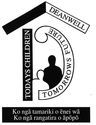 TODAYS CHILDREN
DEANWELL
TOMORROWS FUTURE
Ko ngā tamariki o ēnei wā
Ko ngā rangatira o āpōpō